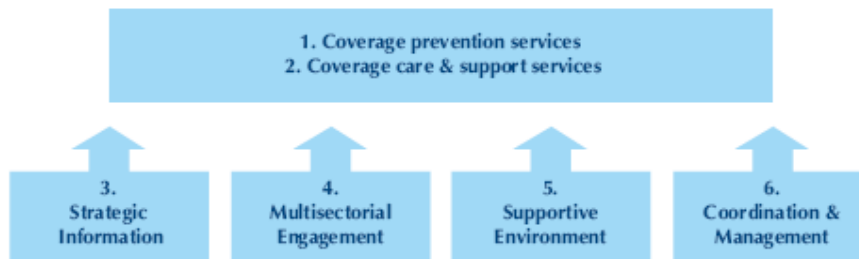 1. Coverage prevention services
2. Coverage care & support services
3.
Strategic
Information
4.
Multisectorial
Engagement
5.
Supportive
Environment
6.
Coordination &
Management